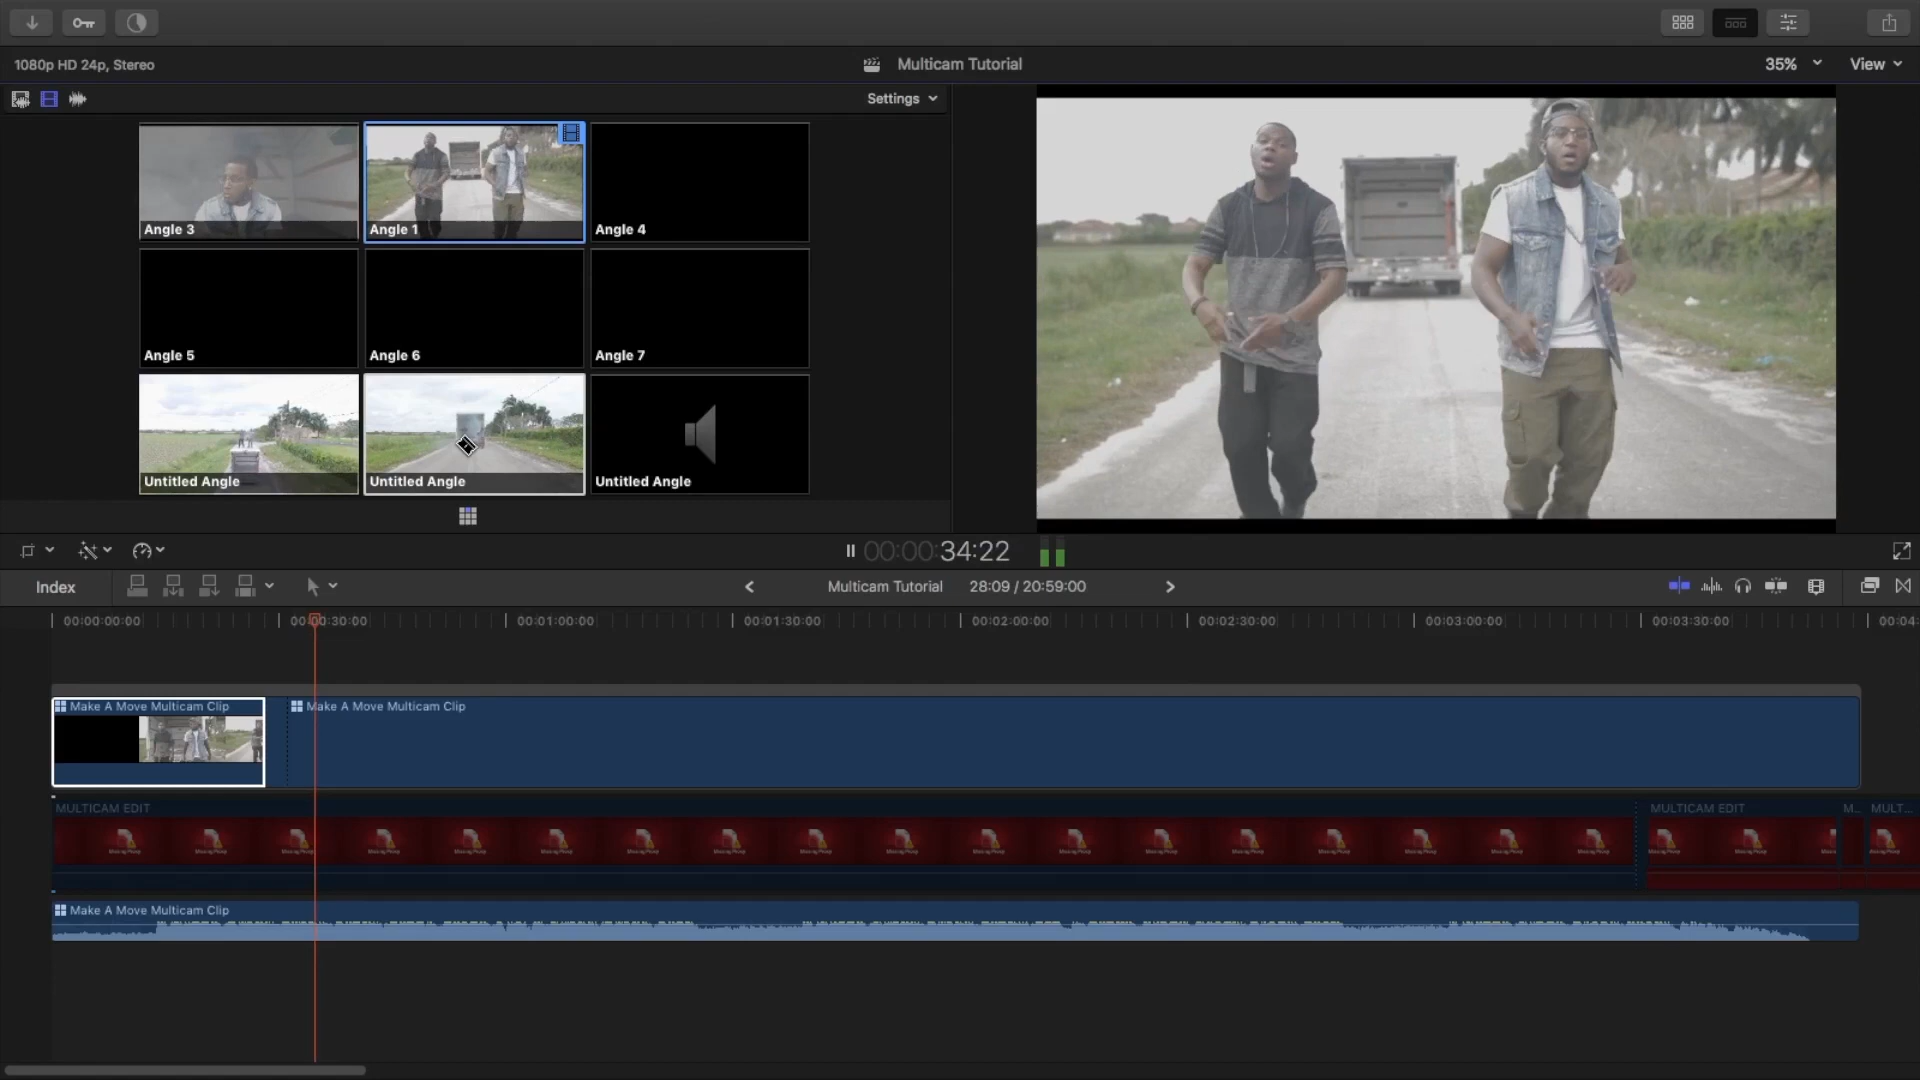 1080p HD 24p, Stereo
Multicam Tutorial
35%
View
Settings
Angle 3
Angle 1
Angle 4
Angle 5
Angle 6
Angle 7
Untitled Angle
Untitled Angle
Untitled Angle
00:00:34:22
Index
Multicam Tutorial
28:09 / 20:59:00
00:00:00:00
00:00:30:00
00:01:00:00
00:01:30:00
00:02:00:00
00:02:30:00
00:03:00:00
00:03:30:00
00:04:
Make A Move Multicam Clip
Make A Move Multicam Clip
MULTICAM EDIT
MULTICAM EDIT
M...
MULT...
Make A Move Multicam Clip